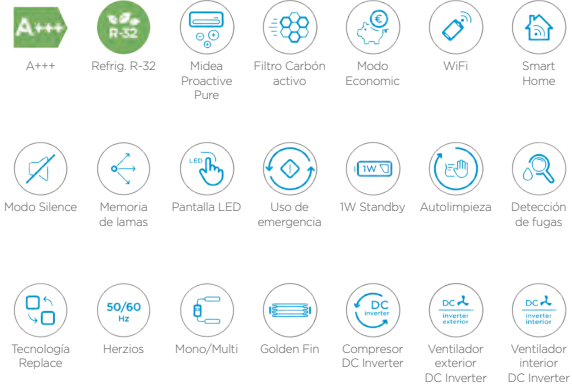 A+++
R-32
€
A+++
Refrig. R-32
Midea
Proactive
Pure
Filtro Carbón
activo
Modo
Economic
WiFi
Smart
Home
LED
1W
Modo Silence
Memoria
de lamas
Pantalla LED
Uso de
emergencia
1W Standby
Autolimpieza
Detección
de fugas
50/60
Hz
DC
inverter
DC
inverter
exterior
DC
inverter
interior
Tecnología
Replace
Herzios
Mono/Multi
Golden Fin
Compresor
DC Inverter
Ventilador
exterior
DC Inverter
Ventilador
interior
DC Inverter